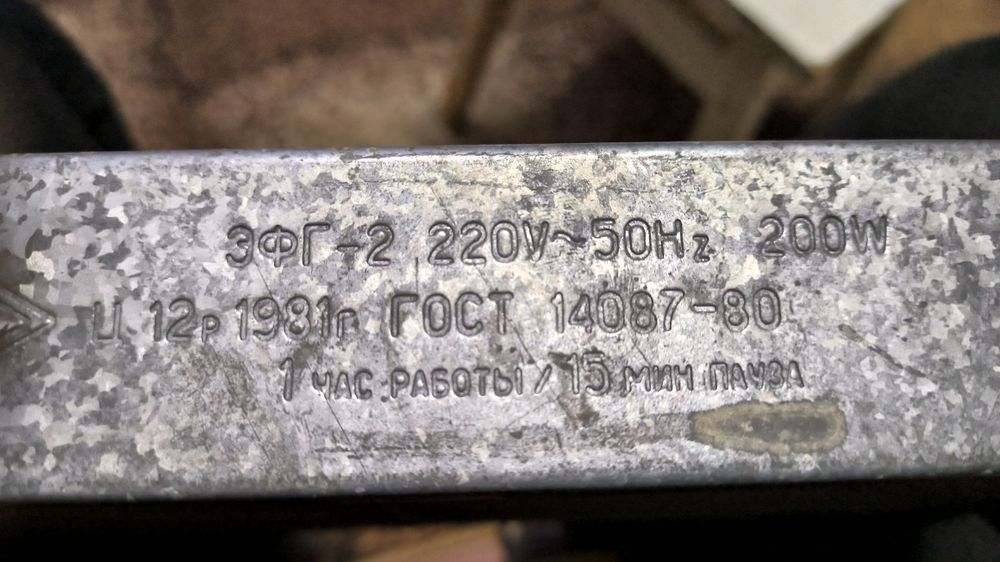 ЭФГ-2 220V~50Hz 200W
Ц 12р 1981г ГОСТ 14087-80
1 ЧАС РАБОТЫ / 15 МИН ПАУЗА